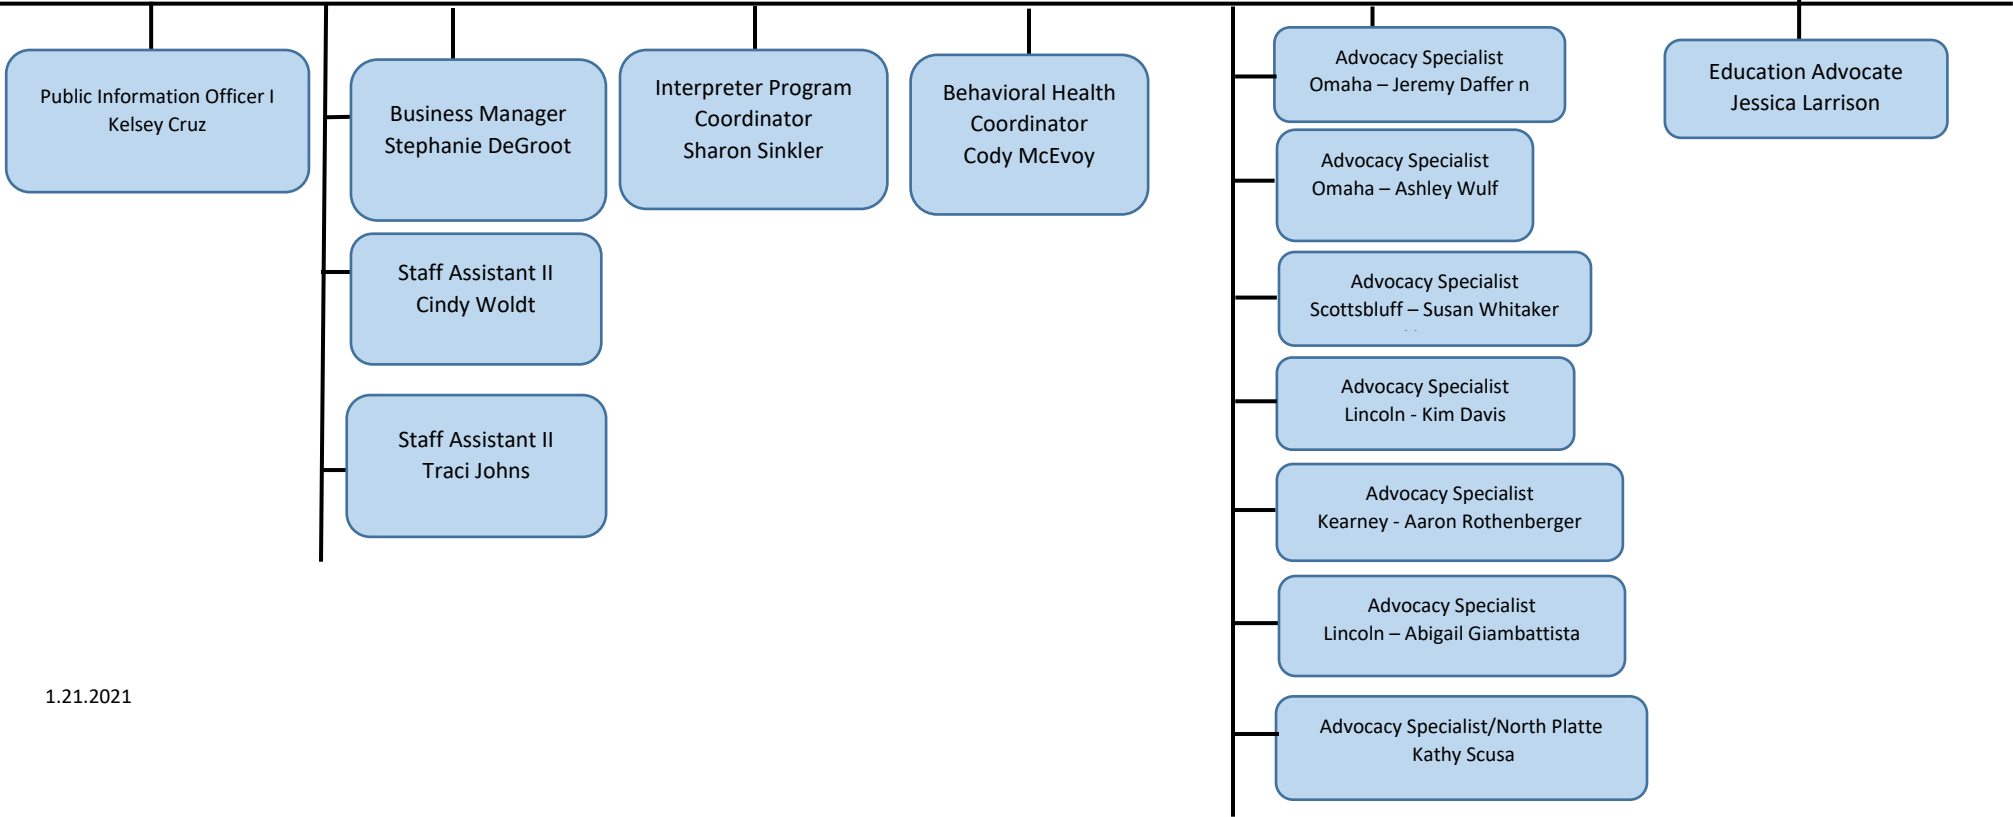 Public Information Officer I
Kelsey Cruz
Business Manager
Stephanie DeGroot
Staff Assistant II
Cindy Woldt
Staff Assistant II
Traci Johns
Interpreter Program
Coordinator
Sharon Sinkler
Behavioral Health
Coordinator
Cody McEvoy
Advocacy Specialist
Omaha – Jeremy Daffer n
Advocacy Specialist
Omaha – Ashley Wulf
Advocacy Specialist
Scottsbluff – Susan Whitaker
Advocacy Specialist
Lincoln - Kim Davis
Advocacy Specialist
Kearney - Aaron Rothenberger
Advocacy Specialist
Lincoln – Abigail Giambattista
Advocacy Specialist/North Platte
Kathy Scusa
Education Advocate
Jessica Larrison
1.21.2021